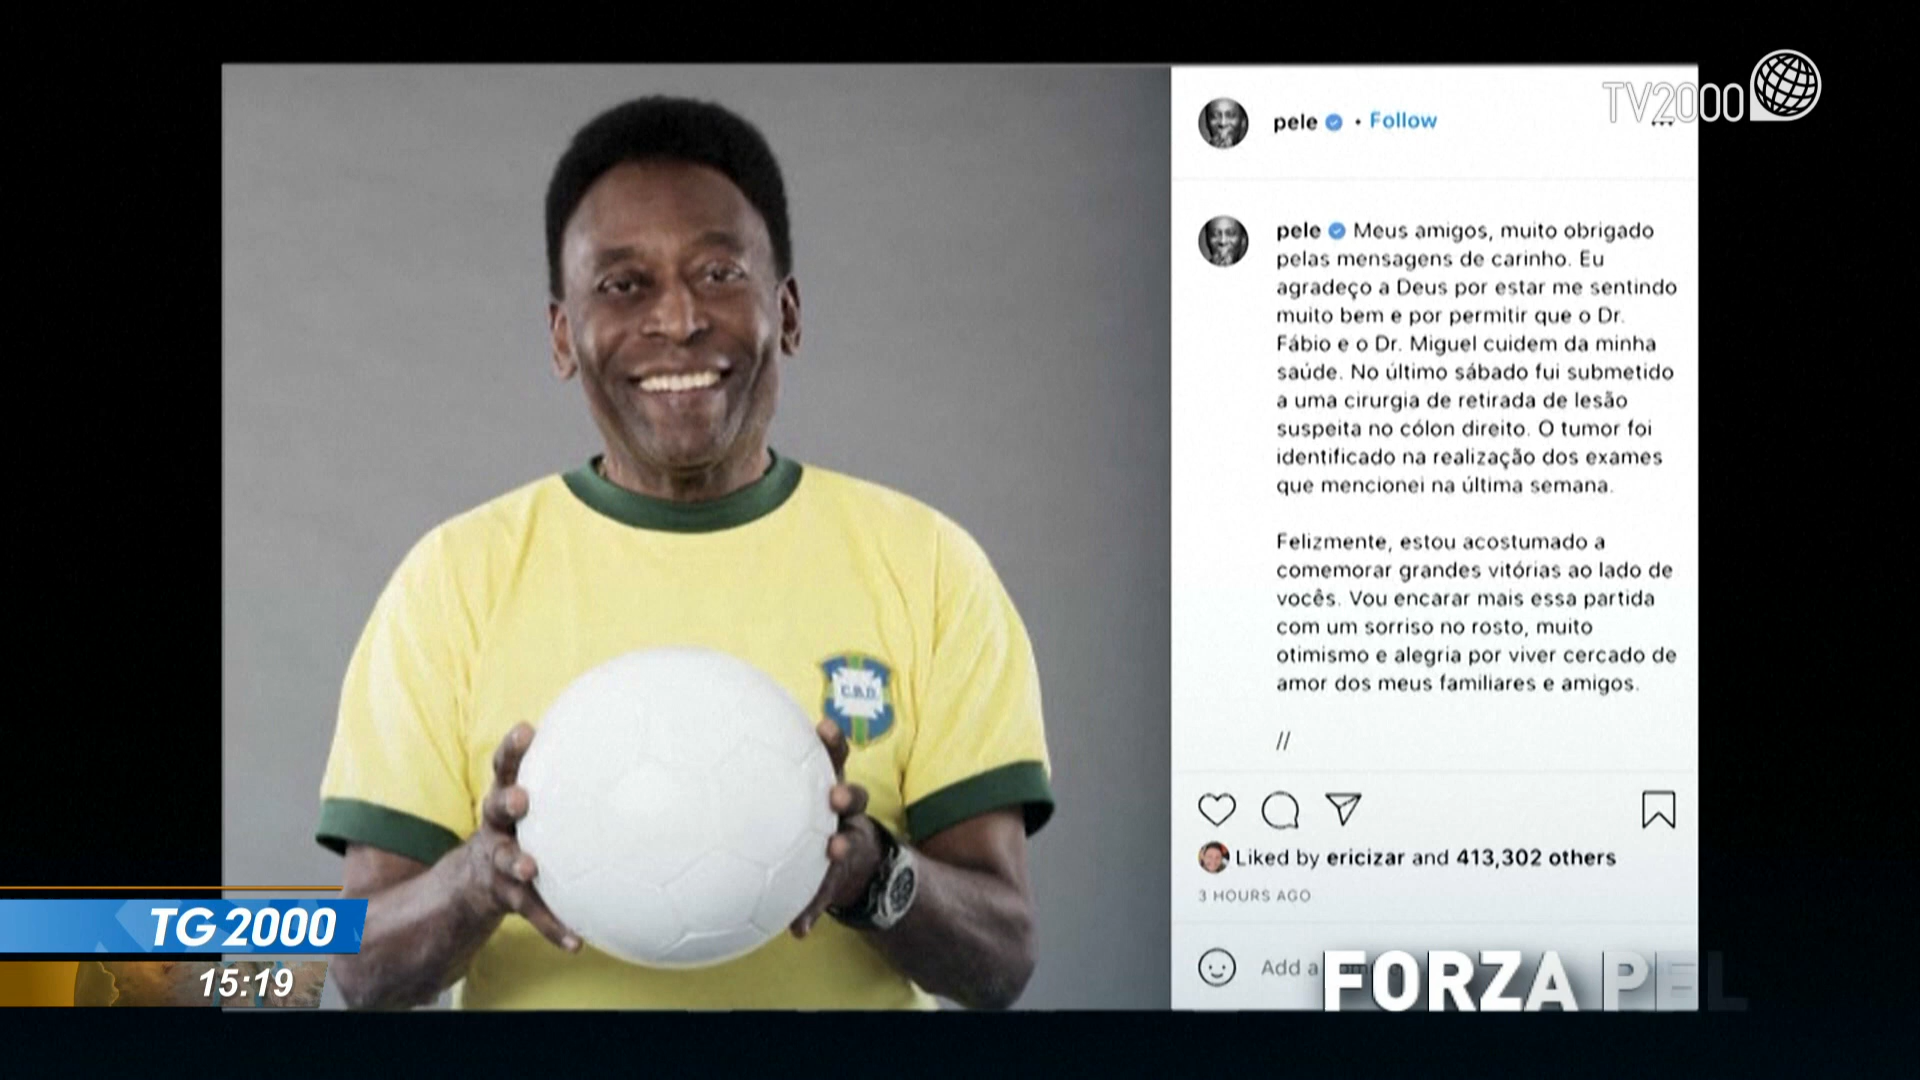 TV2000
pele • Follow
pele Meus amigos, muito obrigado
pelas mensagens de carinho. Eu
agradeço a Deus por estar me sentindo
muito bem e por permitir que o Dr.
Fábio e o Dr. Miguel cuidem da minha
saúde. No último sábado fui submetido
a uma cirurgia de retirada de lesão
suspeita no cólon direito. O tumor foi
identificado na realização dos exames
que mencionei na última semana.
Felizmente, estou acostumado a
comemorar grandes vitórias ao lado de
vocês. Vou encarar mais essa partida
com um sorriso no rosto, muito
otimismo e alegria por viver cercado de
amor dos meus familiares e amigos.
//
Liked by ericizar and 413,302 others
3 HOURS AGO
Add a
FORZA PEL
C.B.D.
TG 2000
15:19